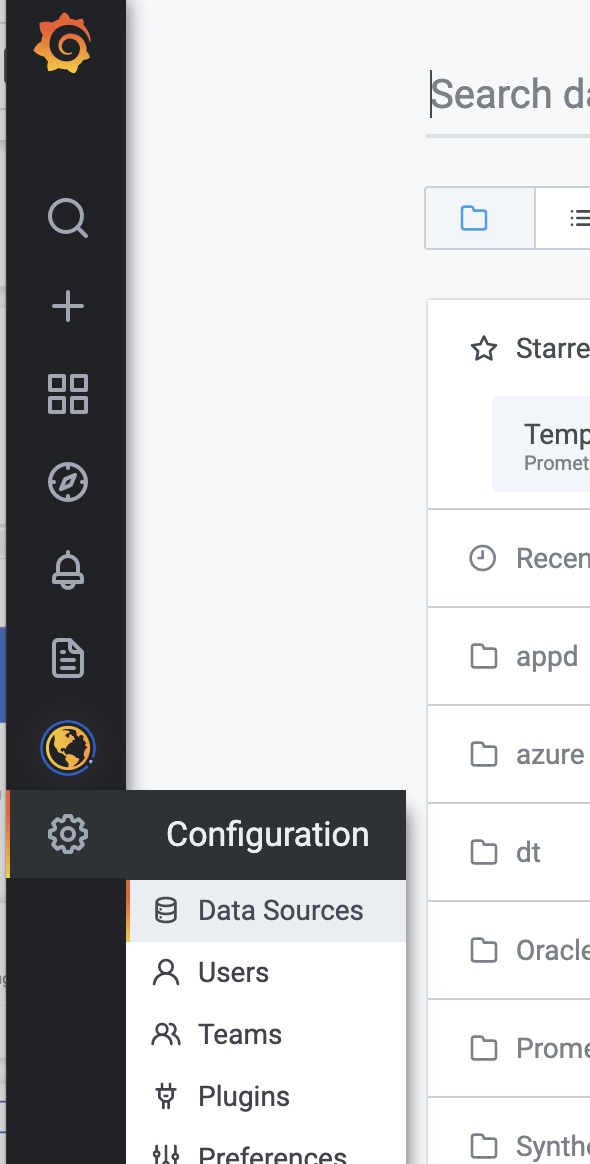 Search da
Starre
Temp
Promet
Recen
appd
azure
dt
Oracle
Prome
Synthe
Configuration
Data Sources
Users
Teams
Plugins
Preferences